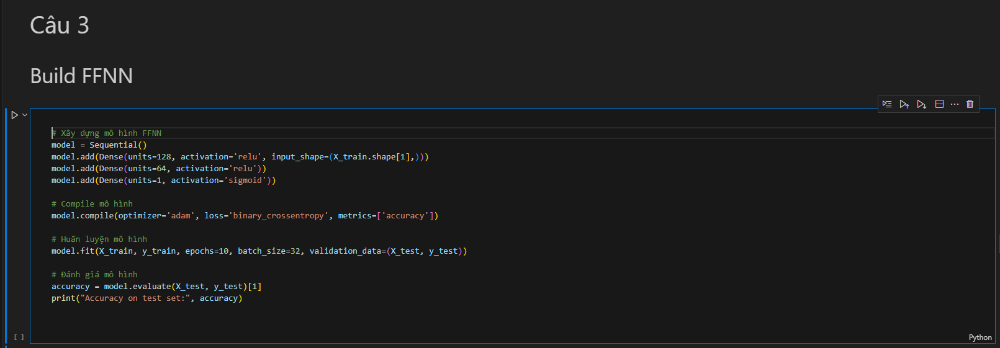 Câu 3
Build FFNN
# Xây dựng mô hình FFNN
model = Sequential()
model.add(Dense(units=128, activation='relu', input_shape=(X_train.shape[1],)))
model.add(Dense(units=64, activation='relu'))
model.add(Dense(units=1, activation='sigmoid'))
# Compile mô hình
model.compile(optimizer='adam', loss='binary_crossentropy', metrics=['accuracy'])
# Huấn luyện mô hình
model.fit(X_train, y_train, epochs=10, batch_size=32, validation_data=(X_test, y_test))
# Đánh giá mô hình
accuracy = model.evaluate(X_test, y_test)[1]
print("Accuracy on test set:", accuracy)
[ ]
Python